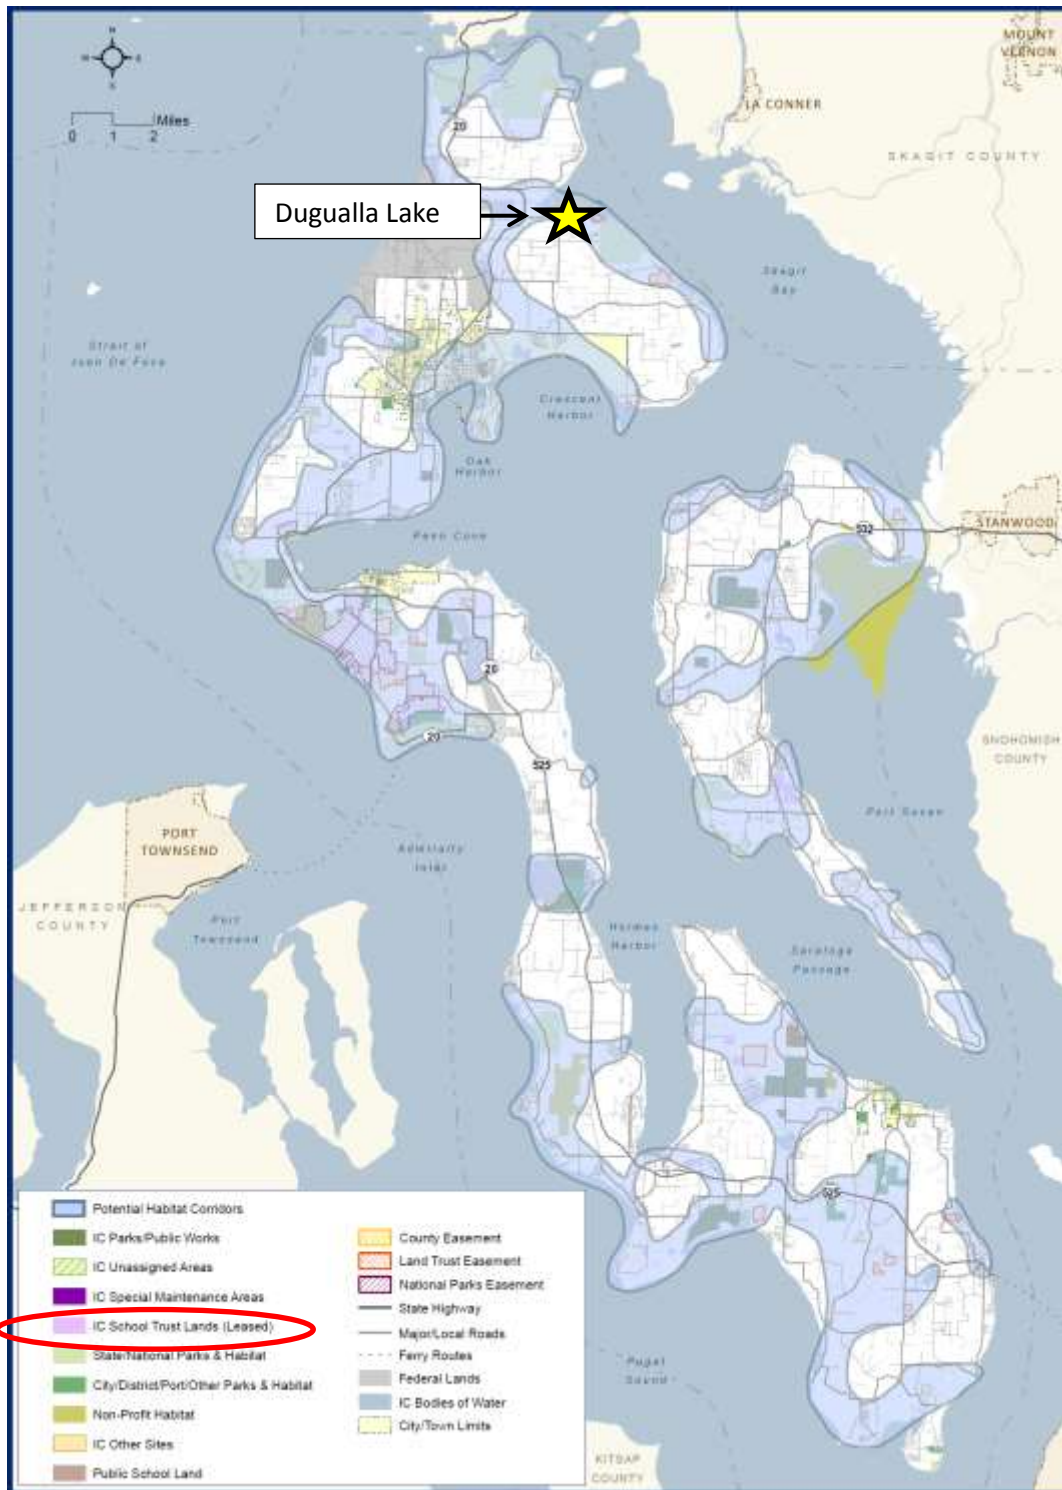 N
W
E
S
Miles
0 1 2
MOUNT
VERNON
LA CONNER
SKAGIT COUNTY
20
Dugualla Lake
Skagit
Bay
Strait of
Juan De Fuca
Crescent
Harbor
Oak
Harbor
Penn Cove
STANWOOD
532
20
20
525
SNOHOMISH
COUNTY
Port Susan
PORT
TOWNSEND
Admiralty
Inlet
JEFFERSON
COUNTY
Port
Townsend
Holmes
Harbor
Saratoga
Passage
525
Puget
Sound
KITSAP
COUNTY
Potential Habitat Corridors
IC Parks/Public Works
IC Unassigned Areas
IC Special Maintenance Areas
IC School Trust Lands (Leased)
State/National Parks & Habitat
City/District/Port/Other Parks & Habitat
Non-Profit Habitat
IC Other Sites
Public School Land
County Easement
Land Trust Easement
National Parks Easement
State Highway
Major/Local Roads
Ferry Routes
Federal Lands
IC Bodies of Water
City/Town Limits